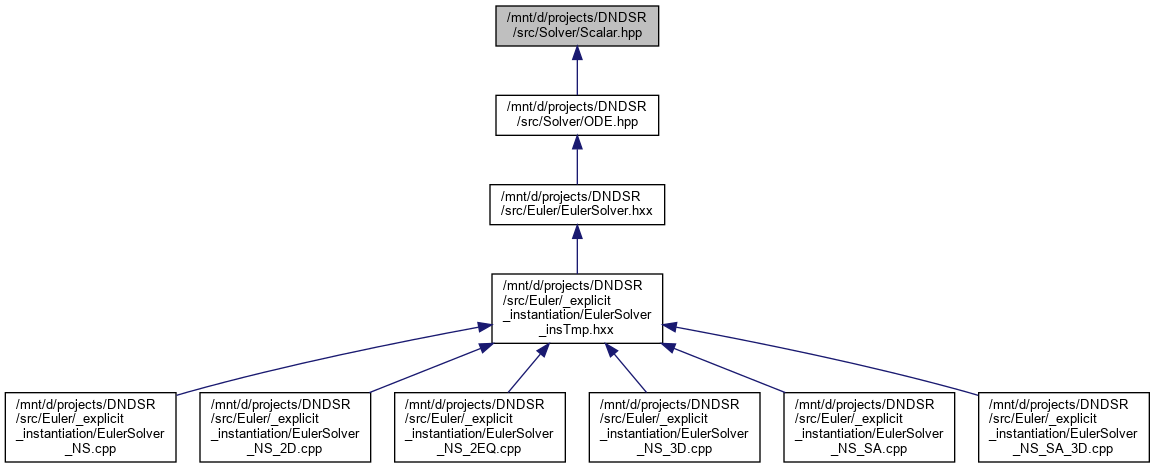 /mnt/d/projects/DNDSR
/src/Solver/Scalar.hpp
/mnt/d/projects/DNDSR
/src/Solver/ODE.hpp
/mnt/d/projects/DNDSR
/src/Euler/EulerSolver.hxx
/mnt/d/projects/DNDSR
/src/Euler/_explicit
_instantiation/EulerSolver
_insTmp.hxx
/mnt/d/projects/DNDSR
/src/Euler/_explicit
_instantiation/EulerSolver
_NS.cpp
/mnt/d/projects/DNDSR
/src/Euler/_explicit
_instantiation/EulerSolver
_NS_2D.cpp
/mnt/d/projects/DNDSR
/src/Euler/_explicit
_instantiation/EulerSolver
_NS_2EQ.cpp
/mnt/d/projects/DNDSR
/src/Euler/_explicit
_instantiation/EulerSolver
_NS_3D.cpp
/mnt/d/projects/DNDSR
/src/Euler/_explicit
_instantiation/EulerSolver
_NS_SA.cpp
/mnt/d/projects/DNDSR
/src/Euler/_explicit
_instantiation/EulerSolver
_NS_SA_3D.cpp